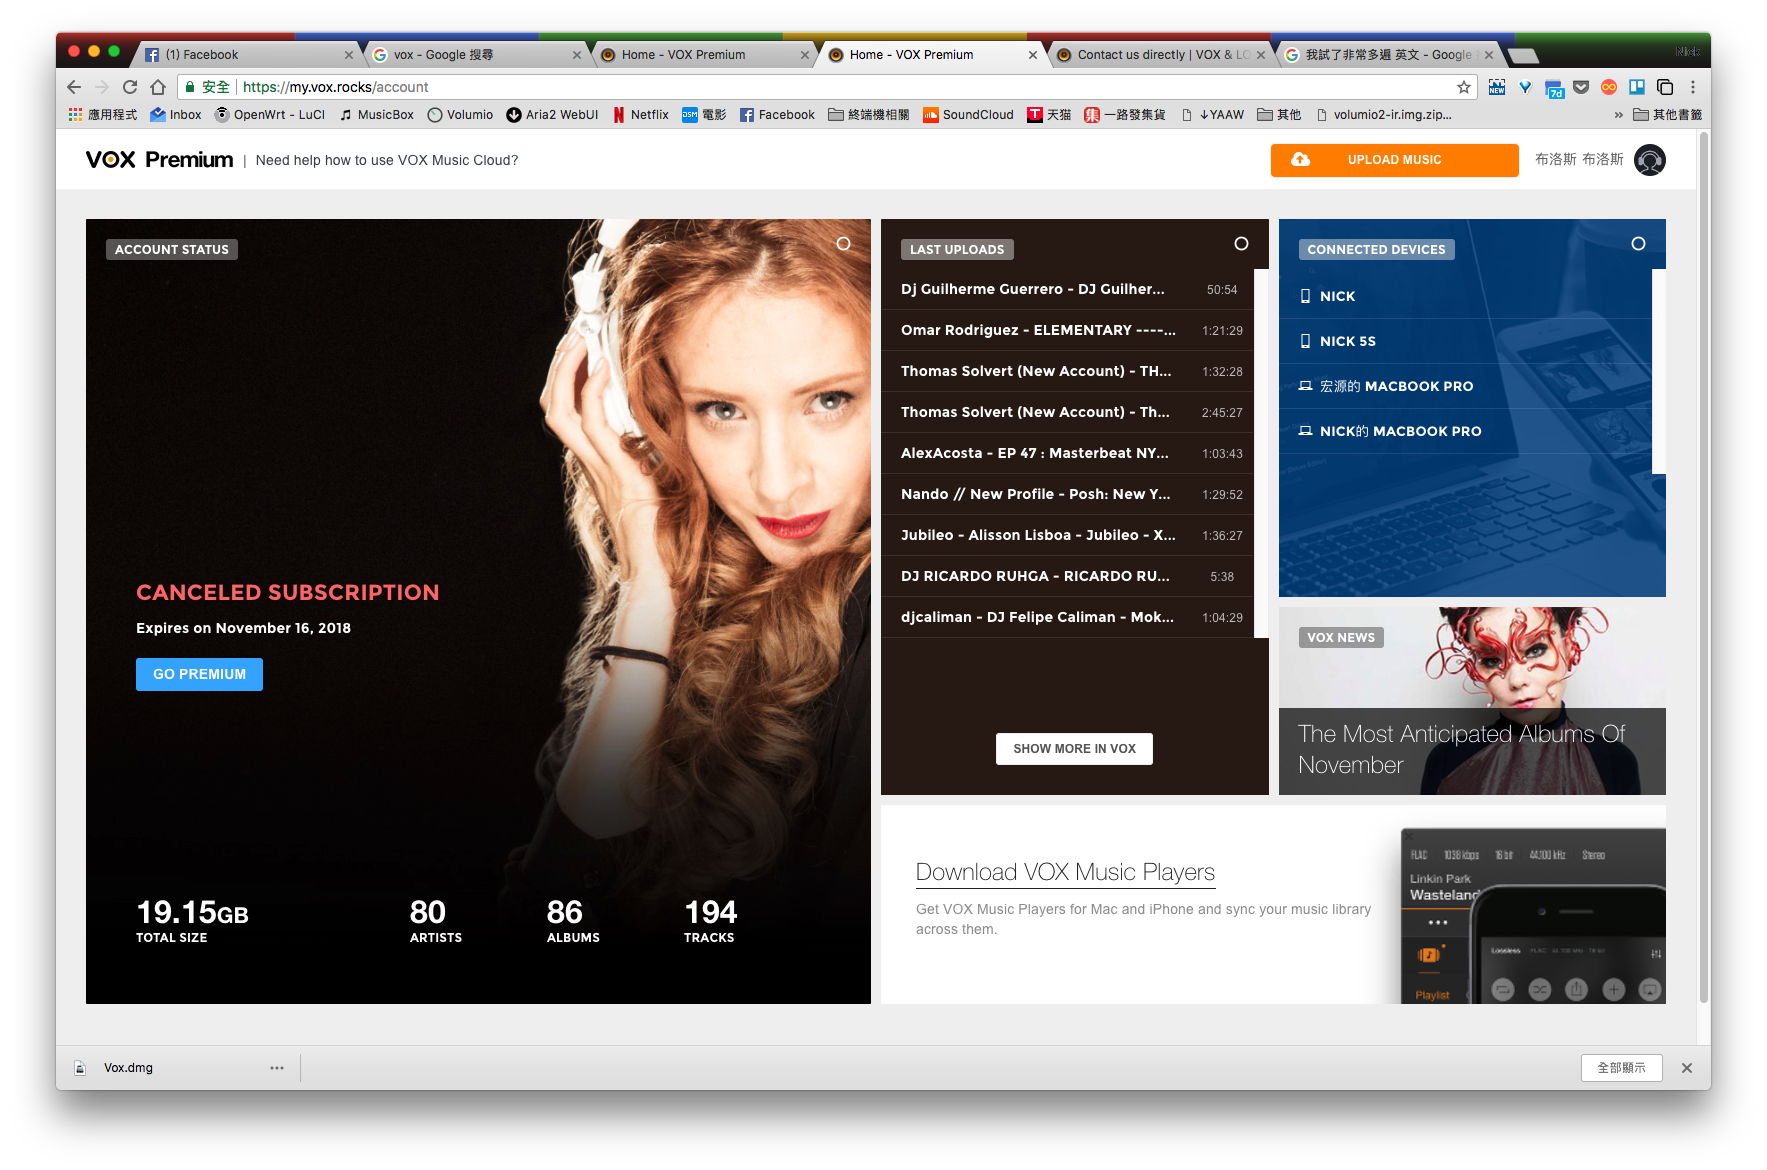 (1) Facebook
vox - Google 搜尋
Home - VOX Premium
Home - VOX Premium
Contact us directly | VOX & LO
我試了非常多遍 英文 - Google
Nick
安全
https://my.vox.rocks/account
NEW
7d
應用程式
Inbox
OpenWrt - LuCI
MusicBox
Volumio
Aria2 WebUI
Netflix
DSM
電影
Facebook
終端機相關
SoundCloud
天猫
集
一路發集貨
↓YAAW
其他
volumio2-ir.img.zip...
»
其他書籤
VOX Premium | Need help how to use VOX Music Cloud?
UPLOAD MUSIC
布洛斯 布洛斯
ACCOUNT STATUS
CANCELED SUBSCRIPTION
Expires on November 16, 2018
GO PREMIUM
19.15GB
TOTAL SIZE
80
ARTISTS
86
ALBUMS
194
TRACKS
LAST UPLOADS
Dj Guilherme Guerrero - DJ Guilher... 50:54
Omar Rodriguez - ELEMENTARY ----... 1:21:29
Thomas Solvert (New Account) - TH... 1:32:28
Thomas Solvert (New Account) - Th... 2:45:27
AlexAcosta - EP 47 : Masterbeat NY... 1:03:43
Nando // New Profile - Posh: New Y... 1:29:52
Jubileo - Alisson Lisboa - Jubileo - X... 1:36:27
DJ RICARDO RUHGA - RICARDO RU... 5:38
djcaliman - DJ Felipe Caliman - Mok... 1:04:29
SHOW MORE IN VOX
CONNECTED DEVICES
NICK
NICK 5S
宏源的 MACBOOK PRO
NICK的 MACBOOK PRO
VOX NEWS
The Most Anticipated Albums Of
November
Download VOX Music Players
Get VOX Music Players for Mac and iPhone and sync your music library
across them.
FLAC 1038 kbps 16 bit 44.100 kHz Stereo
Linkin Park
Wasteland
Lossless
Playlist
Vox.dmg
全部顯示